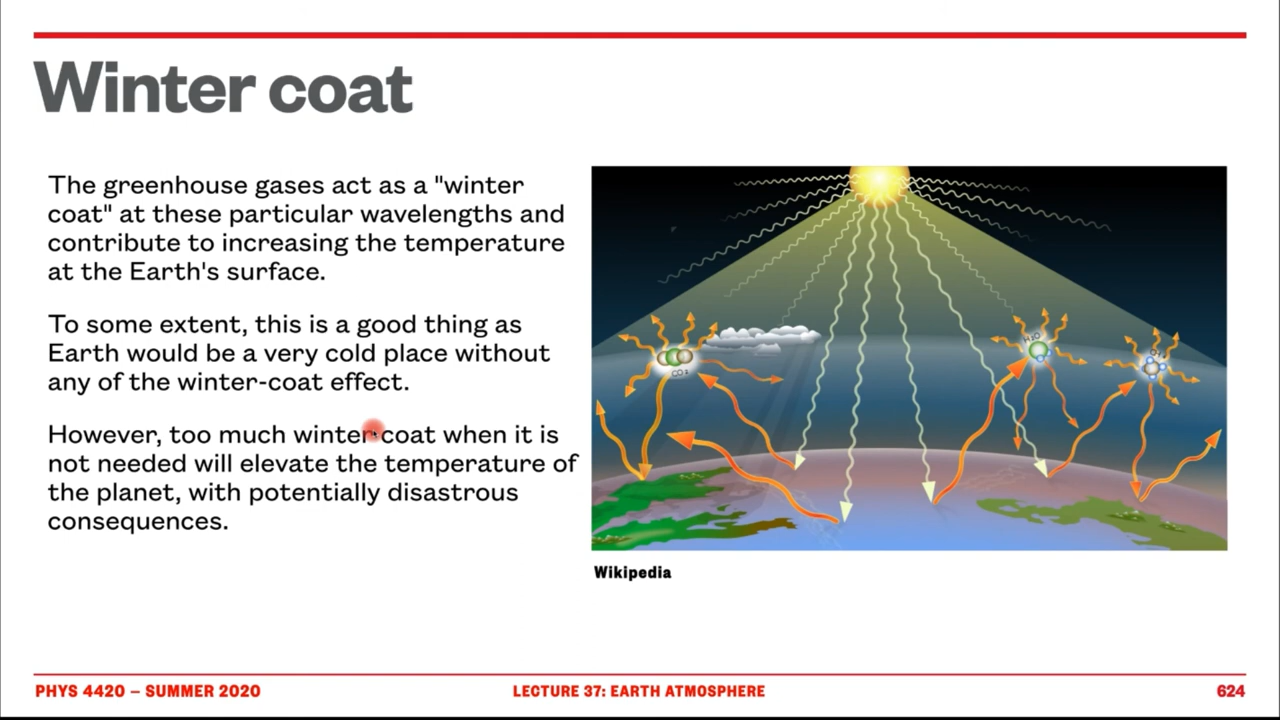 Winter coat
The greenhouse gases act as a "winter
coat" at these particular wavelengths and
contribute to increasing the temperature
at the Earth's surface.
To some extent, this is a good thing as
Earth would be a very cold place without
any of the winter-coat effect.
However, too much winter-coat when it is
not needed will elevate the temperature of
the planet, with potentially disastrous
consequences.
H₂O
CO₂
Wikipedia
PHYS 4420 – SUMMER 2020
LECTURE 37: EARTH ATMOSPHERE
624